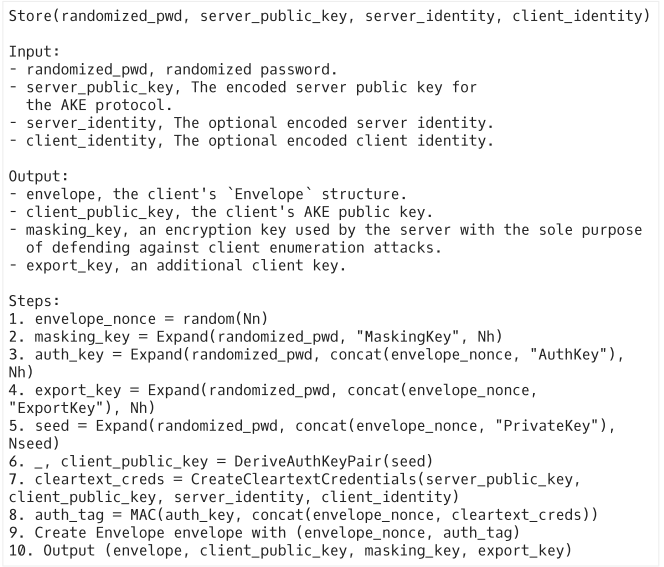 Store(randomized_pwd, server_public_key, server_identity, client_identity)
Input:
- randomized_pwd, randomized password.
- server_public_key, The encoded server public key for
the AKE protocol.
- server_identity, The optional encoded server identity.
- client_identity, The optional encoded client identity.
Output:
- envelope, the client's `Envelope` structure.
- client_public_key, the client's AKE public key.
- masking_key, an encryption key used by the server with the sole purpose
of defending against client enumeration attacks.
- export_key, an additional client key.
Steps:
1. envelope_nonce = random(Nn)
2. masking_key = Expand(randomized_pwd, "MaskingKey", Nh)
3. auth_key = Expand(randomized_pwd, concat(envelope_nonce, "AuthKey"),
Nh)
4. export_key = Expand(randomized_pwd, concat(envelope_nonce,
"ExportKey"), Nh)
5. seed = Expand(randomized_pwd, concat(envelope_nonce, "PrivateKey"),
Nseed)
6. _, client_public_key = DeriveAuthKeyPair(seed)
7. cleartext_creds = CreateCleartextCredentials(server_public_key,
client_public_key, server_identity, client_identity)
8. auth_tag = MAC(auth_key, concat(envelope_nonce, cleartext_creds))
9. Create Envelope envelope with (envelope_nonce, auth_tag)
10. Output (envelope, client_public_key, masking_key, export_key)